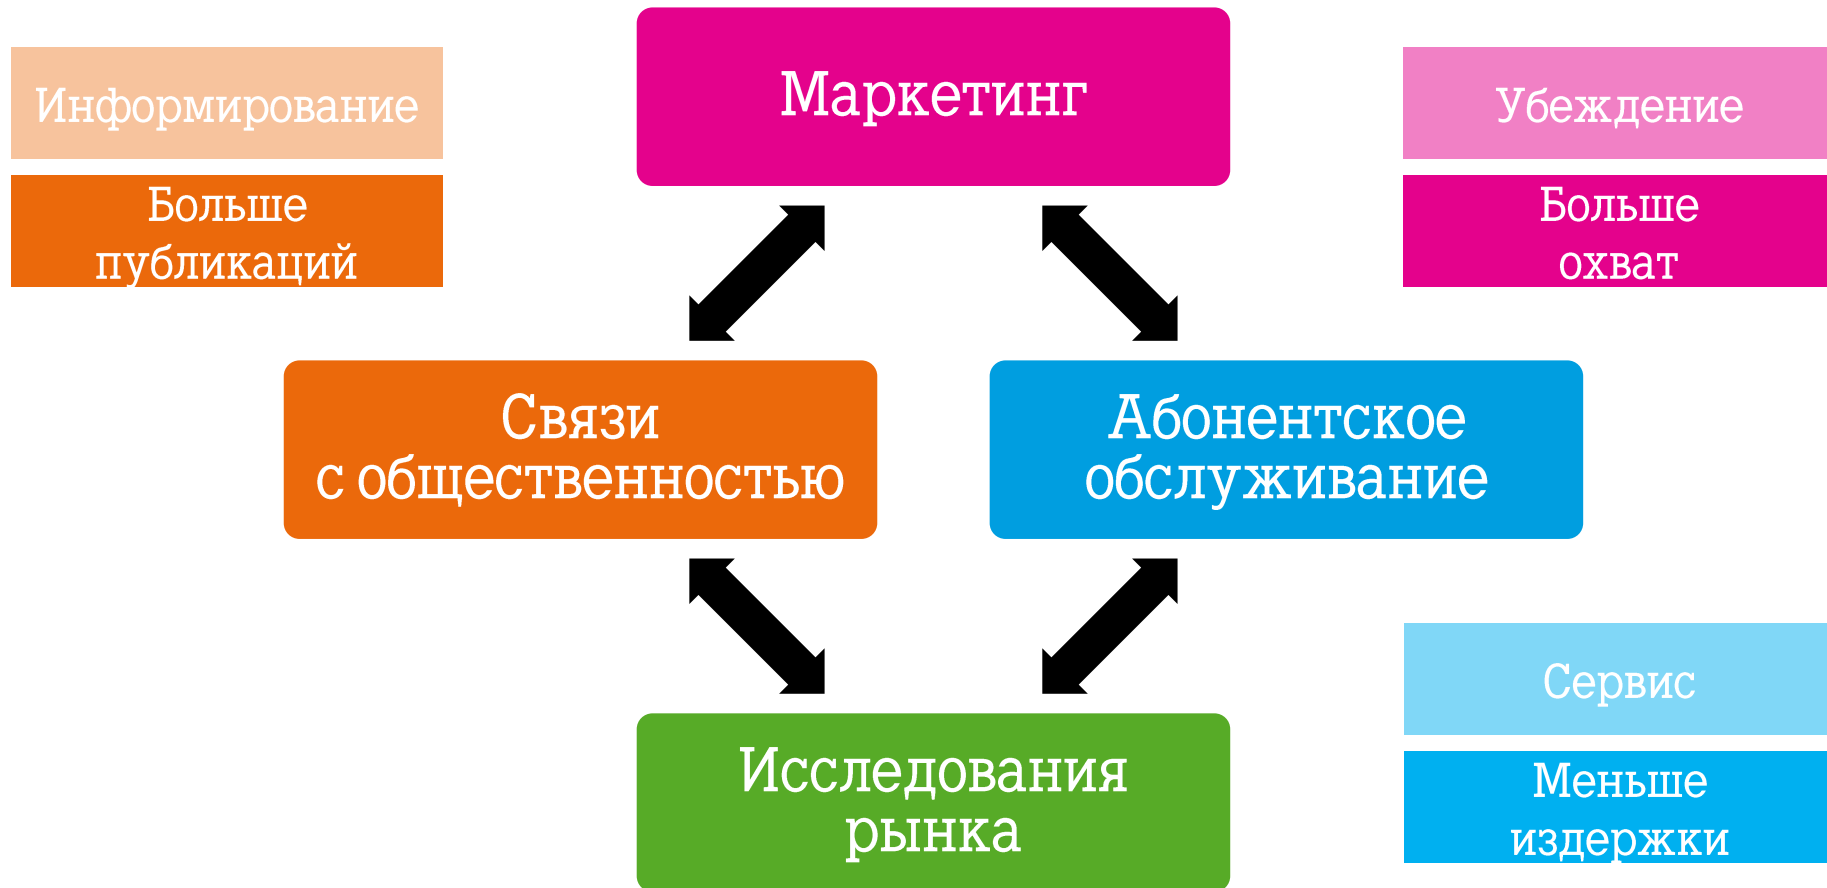 Маркетинг
Информирование
Больше
публикаций
Убеждение
Больше
охват
Связи
с общественностью
Абонентское
обслуживание
Исследования
рынка
Сервис
Меньше
издержки